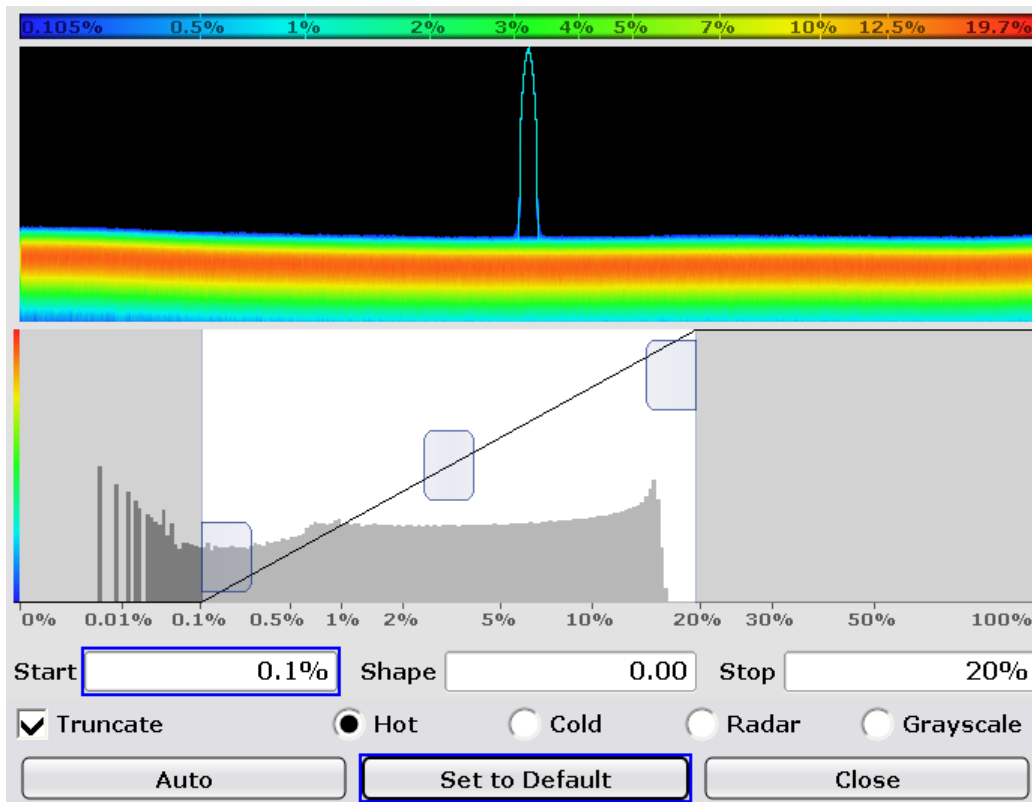 0.105% 0.5% 1% 2% 3% 4% 5% 7% 10% 12.5% 19.7%
0% 0.01% 0.1% 0.5% 1% 2% 5% 10% 20% 30% 50% 100%
Start 0.1% Shape 0.00 Stop 20%
Truncate Hot Cold Radar Grayscale
Auto Set to Default Close